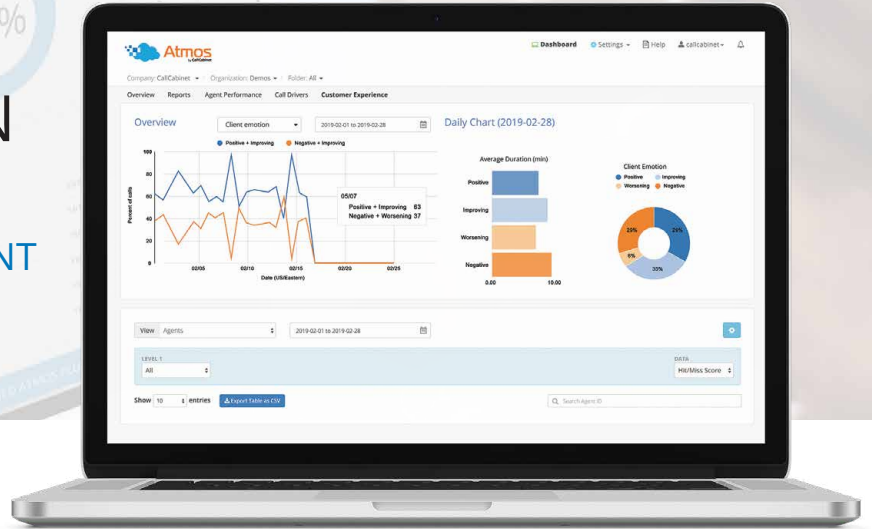 %
N
NT
Atmos
by CallCabinet
Dashboard Settings Help callcabinet
Company: CallCabinet Organization: Demos Folder: All
Overview Reports Agent Performance Call Drivers Customer Experience
Overview Client emotion 2019-02-01 to 2019-02-28 Daily Chart (2019-02-28)
Positive + Improving Negative + Improving
Percent of calls
100
80
60
40
20
0
02/05 02/10 02/15 02/20 02/25
Date (US/Eastern)
05/07
Positive + Improving 63
Negative + Worsening 37
Average Duration (min)
Positive
Improving
Worsening
Negative
0.00 10.00
Client Emotion
Positive Improving
Worsening Negative
33%
View Agents 2019-02-01 to 2019-02-28
LEVEL 1 DATA
All Hit/Miss Score
Show 10 entries Export Table as CSV Search Agent ID